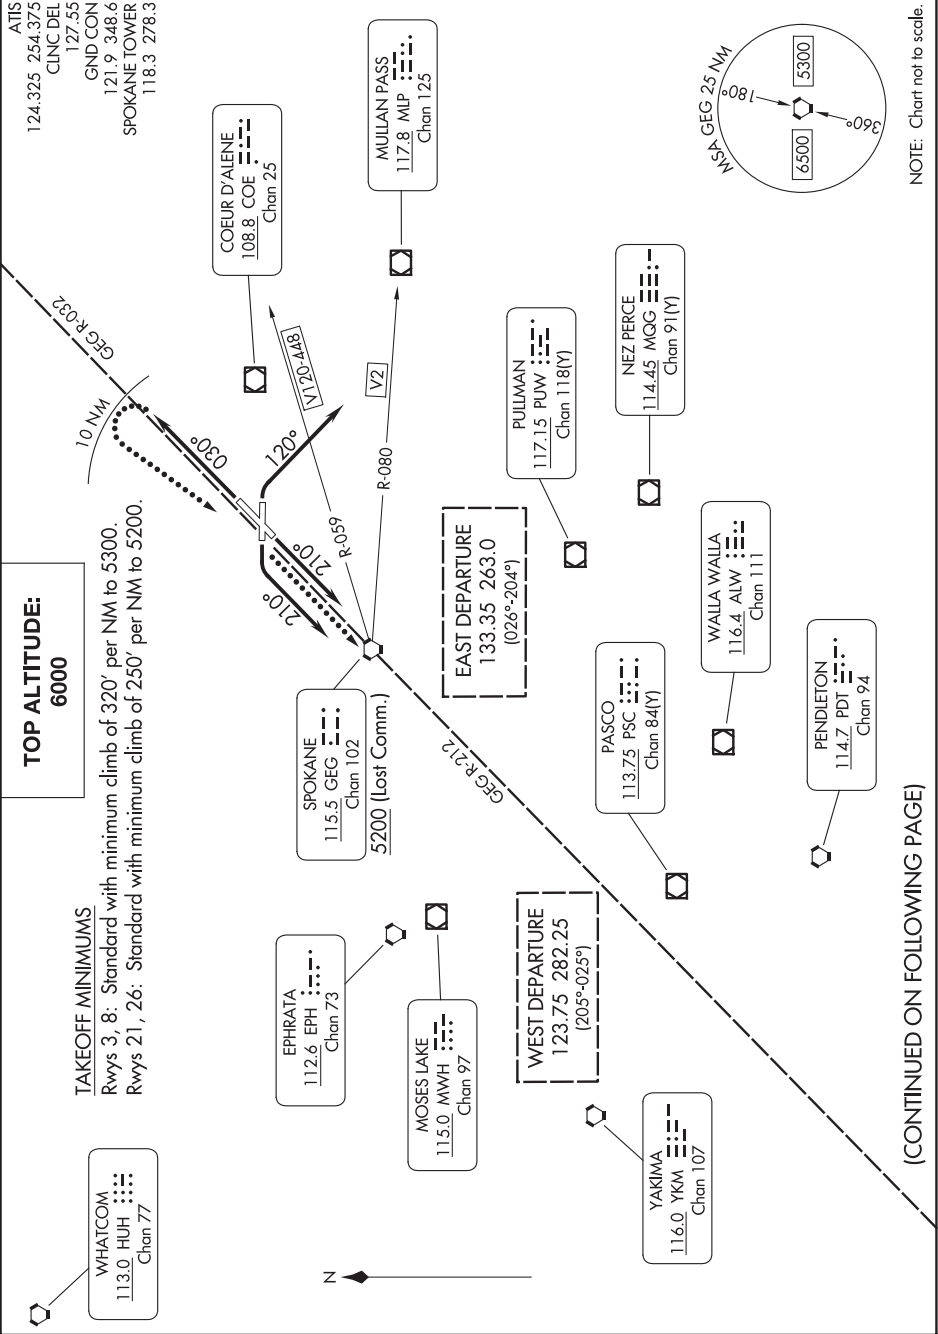 ATIS
124.325 254.375
CLNC DEL
127.55
GND CON
121.9 348.6
SPOKANE TOWER
118.3 278.3
TOP ALTITUDE:
6000
TAKEOFF MINIMUMS
Rwys 3, 8: Standard with minimum climb of 320' per NM to 5300.
Rwys 21, 26: Standard with minimum climb of 250' per NM to 5200.
WHATCOM
113.0 HUH
Chan 77
EPHRATA
112.6 EPH
Chan 73
MOSES LAKE
115.0 MWH
Chan 97
YAKIMA
116.0 YKM
Chan 107
SPOKANE
115.5 GEG
Chan 102
5200 (Lost Comm.)
COEUR D'ALENE
108.8 COE
Chan 25
MULLAN PASS
117.8 MLP
Chan 125
GEG R-032
10 NM
030°
120°
210°
210°
R-059
V120-448
R-080
V2
GEG R-212
EAST DEPARTURE
133.35 263.0
(026°-204°)
WEST DEPARTURE
123.75 282.25
(205°-025°)
PULLMAN
117.15 PUW
Chan 118(Y)
NEZ PERCE
114.45 MQG
Chan 91(Y)
PASCO
113.75 PSC
Chan 84(Y)
WALLA WALLA
116.4 ALW
Chan 111
PENDLETON
114.7 PDT
Chan 94
N
MSA GEG 25 NM
180°
5300
6500
360°
NOTE: Chart not to scale.
(CONTINUED ON FOLLOWING PAGE)